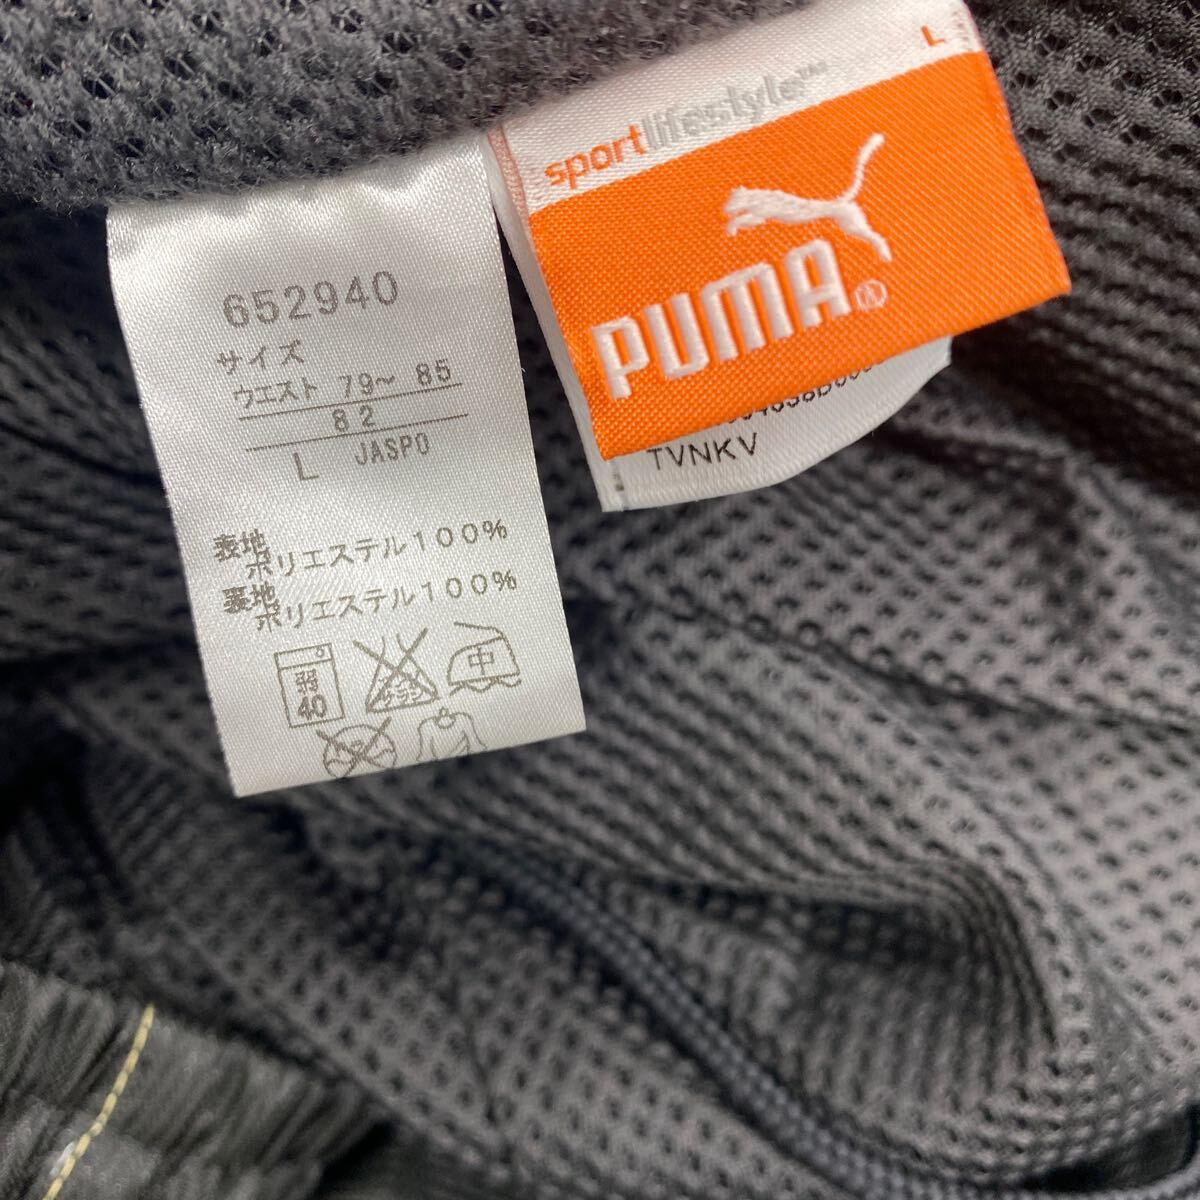 L
sportlifestyle™
PUMA®
TVNKV
652940
サイズ
ウエスト 79～85
82
L JASPO
表地
ポリエステル100%
裏地
ポリエステル100%
弱
40
中